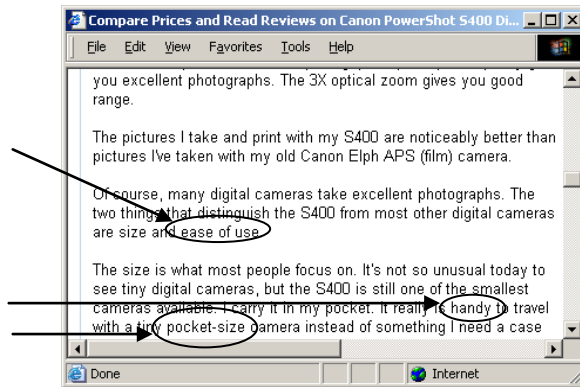 Compare Prices and Read Reviews on Canon PowerShot S400 Di...
File Edit View Favorites Tools Help
you excellent photographs. The 3X optical zoom gives you good
range.
The pictures I take and print with my S400 are noticeably better than
pictures I've taken with my old Canon Elph APS (film) camera.
Of course, many digital cameras take excellent photographs. The
two things that distinguish the S400 from most other digital cameras
are size and ease of use.
The size is what most people focus on. It's not so unusual today to
see tiny digital cameras, but the S400 is still one of the smallest
cameras available. I carry it in my pocket. It really is handy to travel
with a tiny pocket-size camera instead of something I need a case
Done Internet